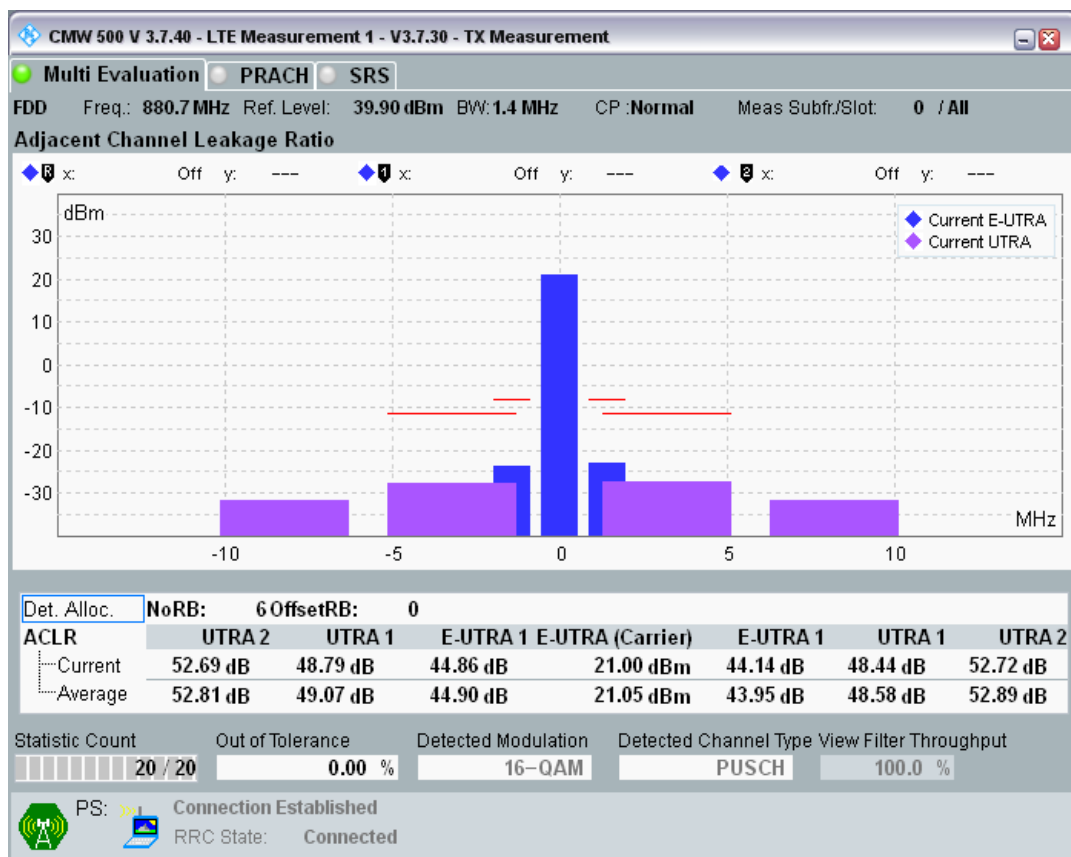 CMW 500 V 3.7.40 - LTE Measurement 1 - V3.7.30 - TX Measurement
Multi Evaluation PRACH SRS
FDD Freq.: 880.7 MHz Ref. Level: 39.90 dBm BW: 1.4 MHz CP :Normal Meas Subfr./Slot: 0 / All
Adjacent Channel Leakage Ratio
R x: Off y: --- 1 x: Off y: --- 2 x: Off y: ---
dBm
Current E-UTRA
Current UTRA
30
20
10
0
-10
-20
-30
MHz
-10 -5 0 5 10
Det. Alloc. NoRB: 6 OffsetRB: 0
ACLR UTRA 2 UTRA 1 E-UTRA 1 E-UTRA (Carrier) E-UTRA 1 UTRA 1 UTRA 2
Current 52.69 dB 48.79 dB 44.86 dB 21.00 dBm 44.14 dB 48.44 dB 52.72 dB
Average 52.81 dB 49.07 dB 44.90 dB 21.05 dBm 43.95 dB 48.58 dB 52.89 dB
Statistic Count Out of Tolerance Detected Modulation Detected Channel Type View Filter Throughput
20 / 20 0.00 % 16-QAM PUSCH 100.0 %
PS: Connection Established
RRC State: Connected